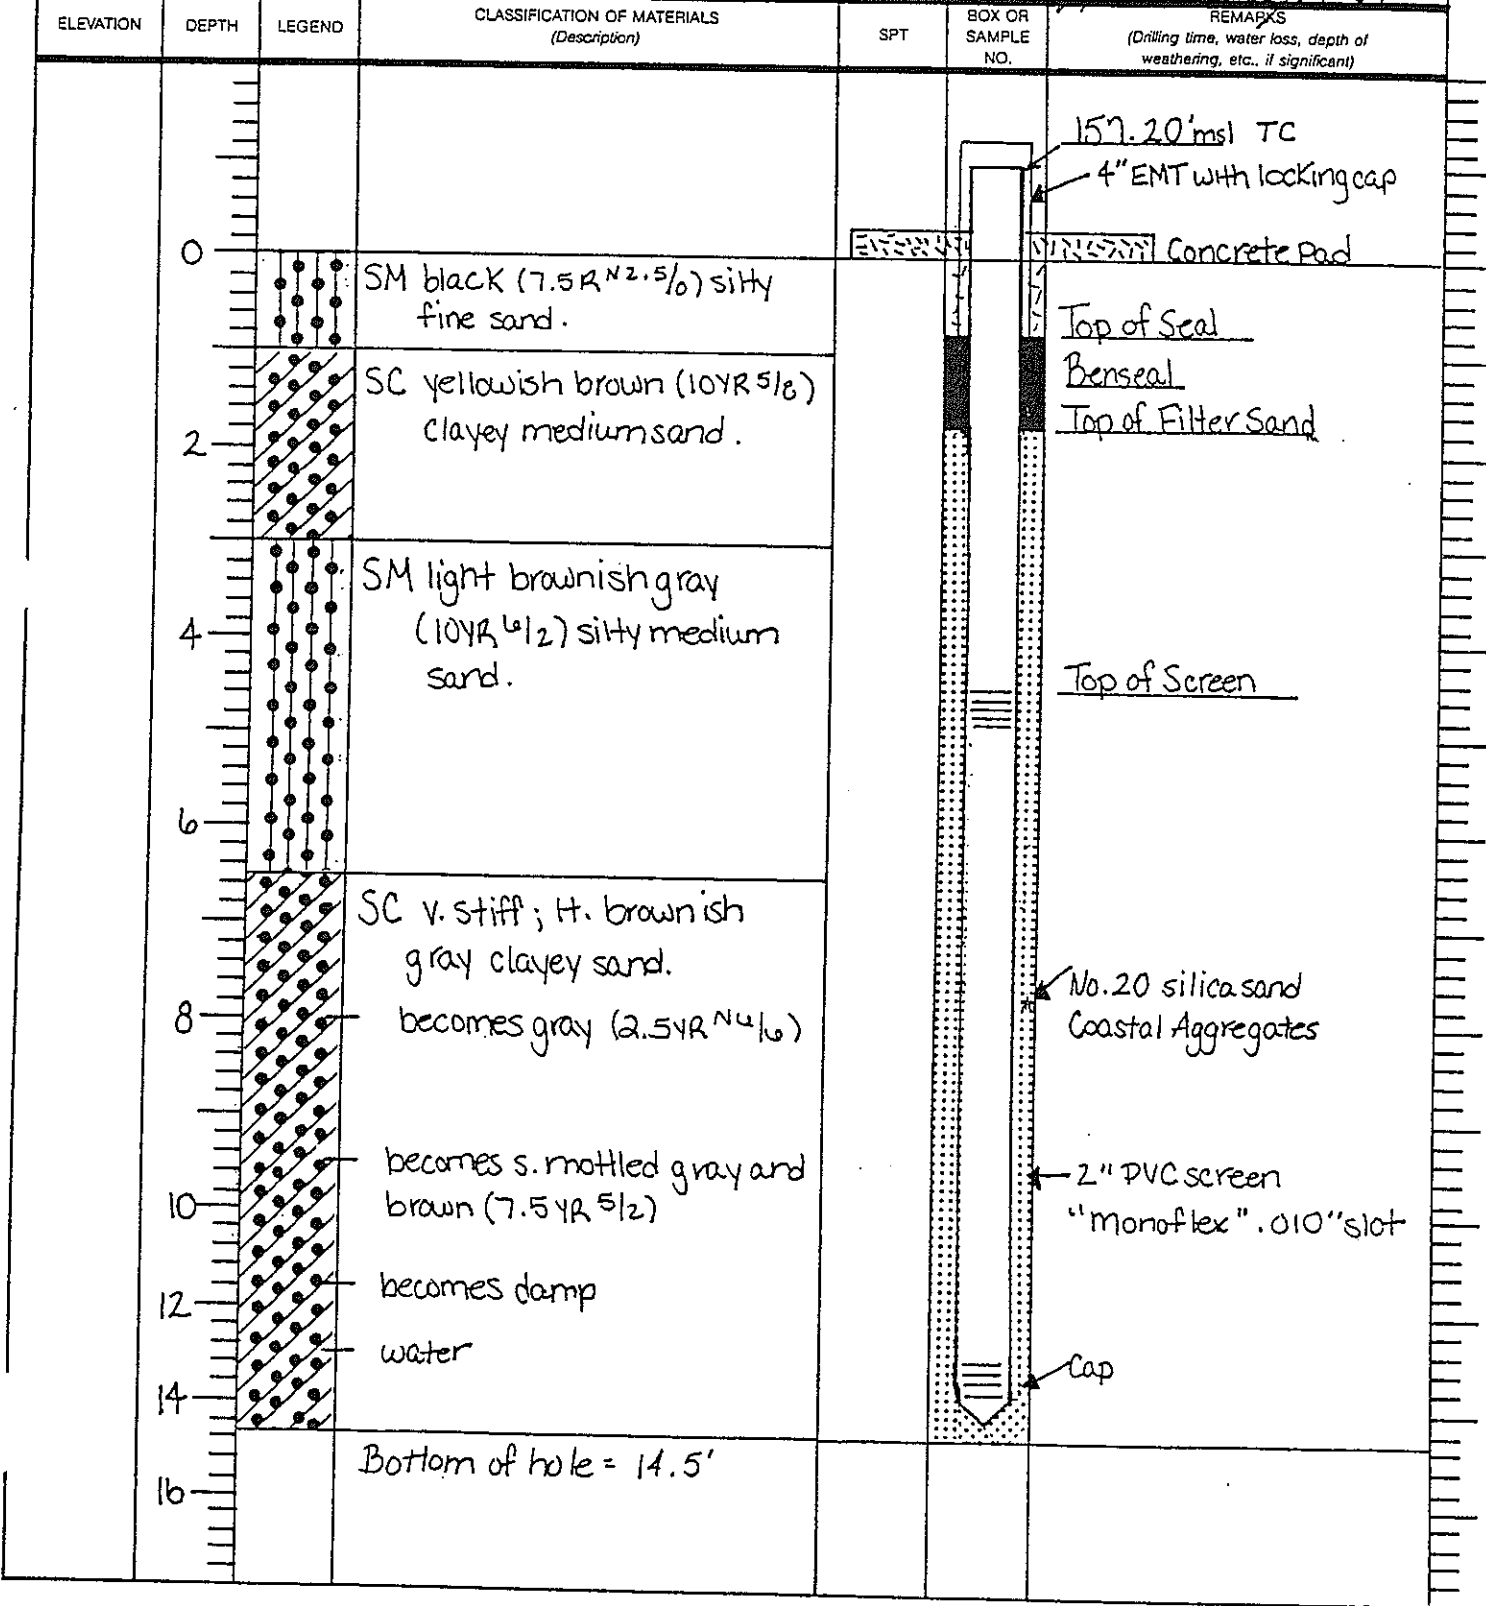 ELEVATION
DEPTH
LEGEND
CLASSIFICATION OF MATERIALS
(Description)
SPT
BOX OR
SAMPLE
NO.
REMARKS
(Drilling time, water loss, depth of
weathering, etc., if significant)
157.20'msl TC
4" EMT with locking cap
0
Concrete Pad
SM black (7.5R N2.5/0) silty
fine sand.
Top of Seal
Benseal
Top of Filter Sand
SC yellowish brown (10YR 5/8)
clayey medium sand.
2
SM light brownish gray
(10YR 6/2) silty medium
sand.
4
Top of Screen
6
SC v. stiff; lt. brownish
gray clayey sand.
No. 20 silica sand
Coastal Aggregates
8
becomes gray (2.5YR
becomes s. mottled gray and
brown (7.5YR 5/2)
2" PVC screen
"monoflex" .010" slot
10
becomes damp
12
water
Cap
14
Bottom of hole = 14.5'
16